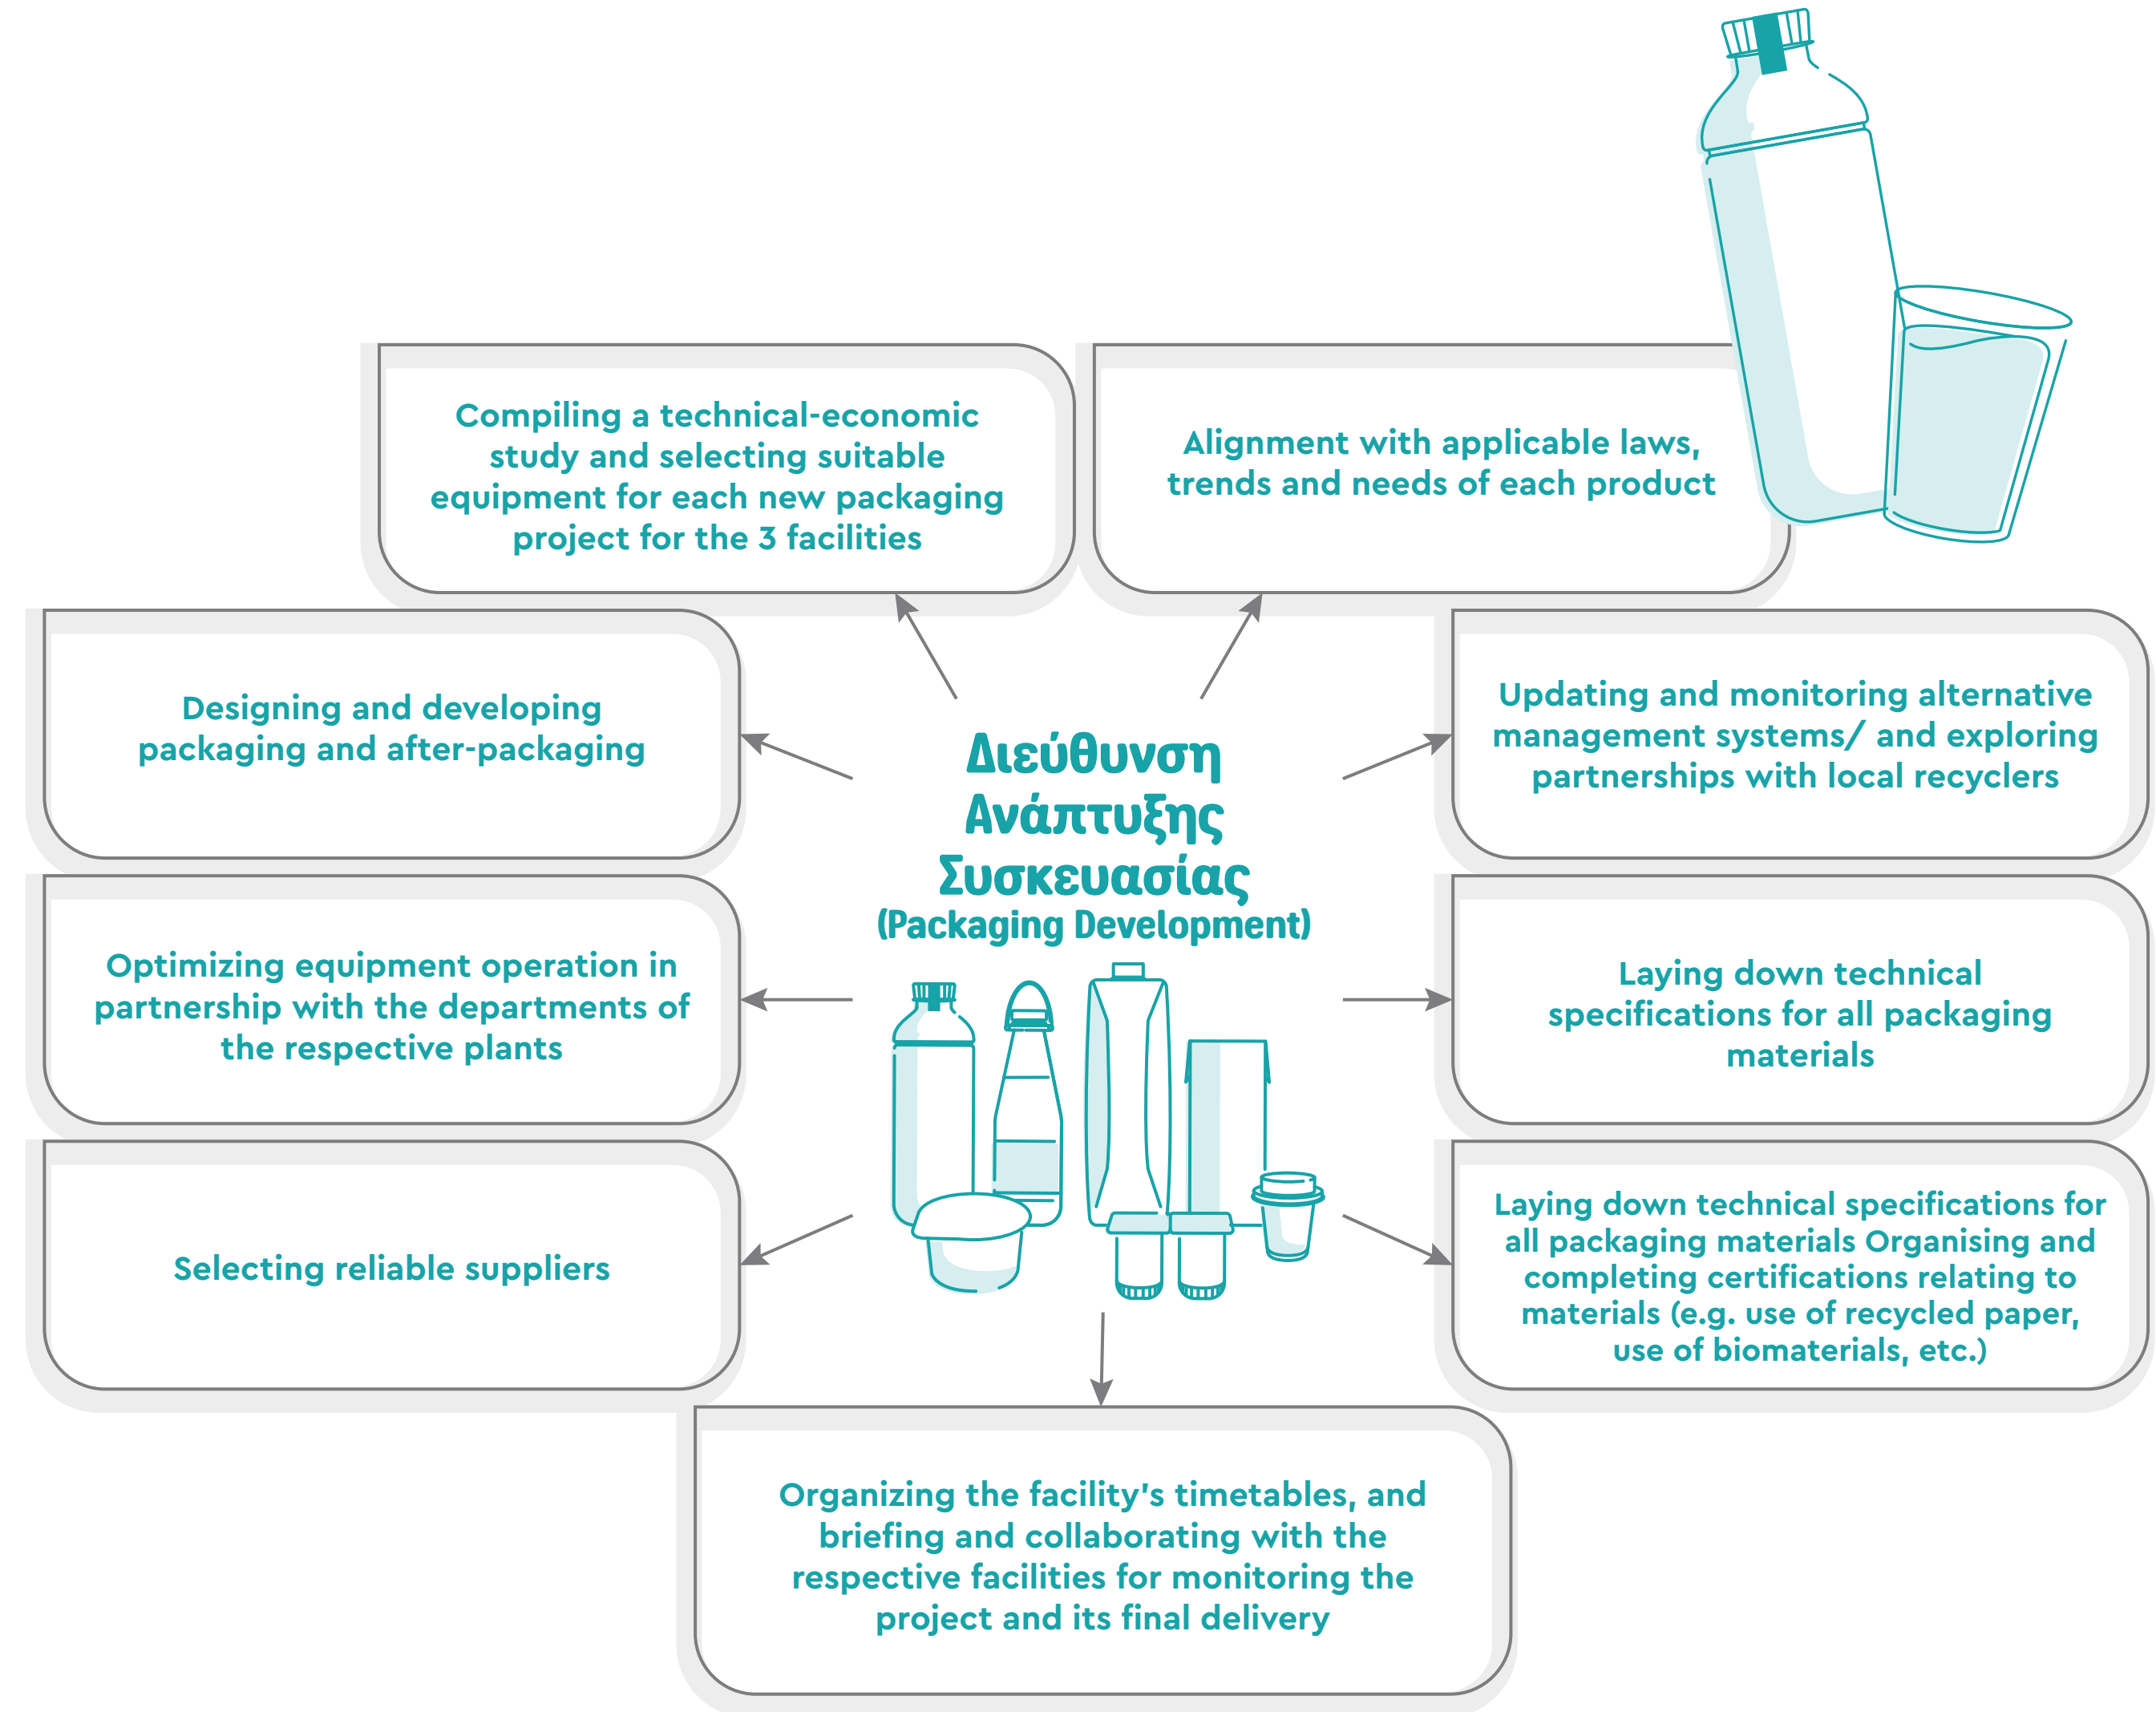 Compiling a technical-economic
study and selecting suitable
equipment for each new packaging
project for the 3 facilities
Alignment with applicable laws,
trends and needs of each product
Designing and developing
packaging and after-packaging
Updating and monitoring alternative
management systems/ and exploring
partnerships with local recyclers
Διεύθυνση
Ανάπτυξης
Συσκευασίας
(Packaging Development)
Optimizing equipment operation in
partnership with the departments of
the respective plants
Laying down technical
specifications for all packaging
materials
Selecting reliable suppliers
Laying down technical specifications for
all packaging materials Organising and
completing certifications relating to
materials (e.g. use of recycled paper,
use of biomaterials, etc.)
Organizing the facility’s timetables, and
briefing and collaborating with the
respective facilities for monitoring the
project and its final delivery